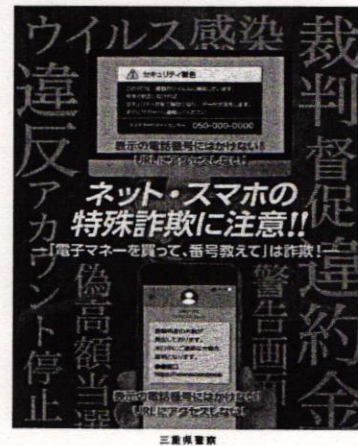 ウイルス感染
裁判
督促
違約金
違反
アカウント停止
セキュリティ警告
050-000-0000
表示の電話番号にはかけない!
URLにアクセスしない!
ネット・スマホの
特殊詐欺に注意!!
「電子マネーを買って、番号教えて」は詐欺!
偽高額当選
警告画面
表示の電話番号にはかけない!
URLにアクセスしない!
三重県警察